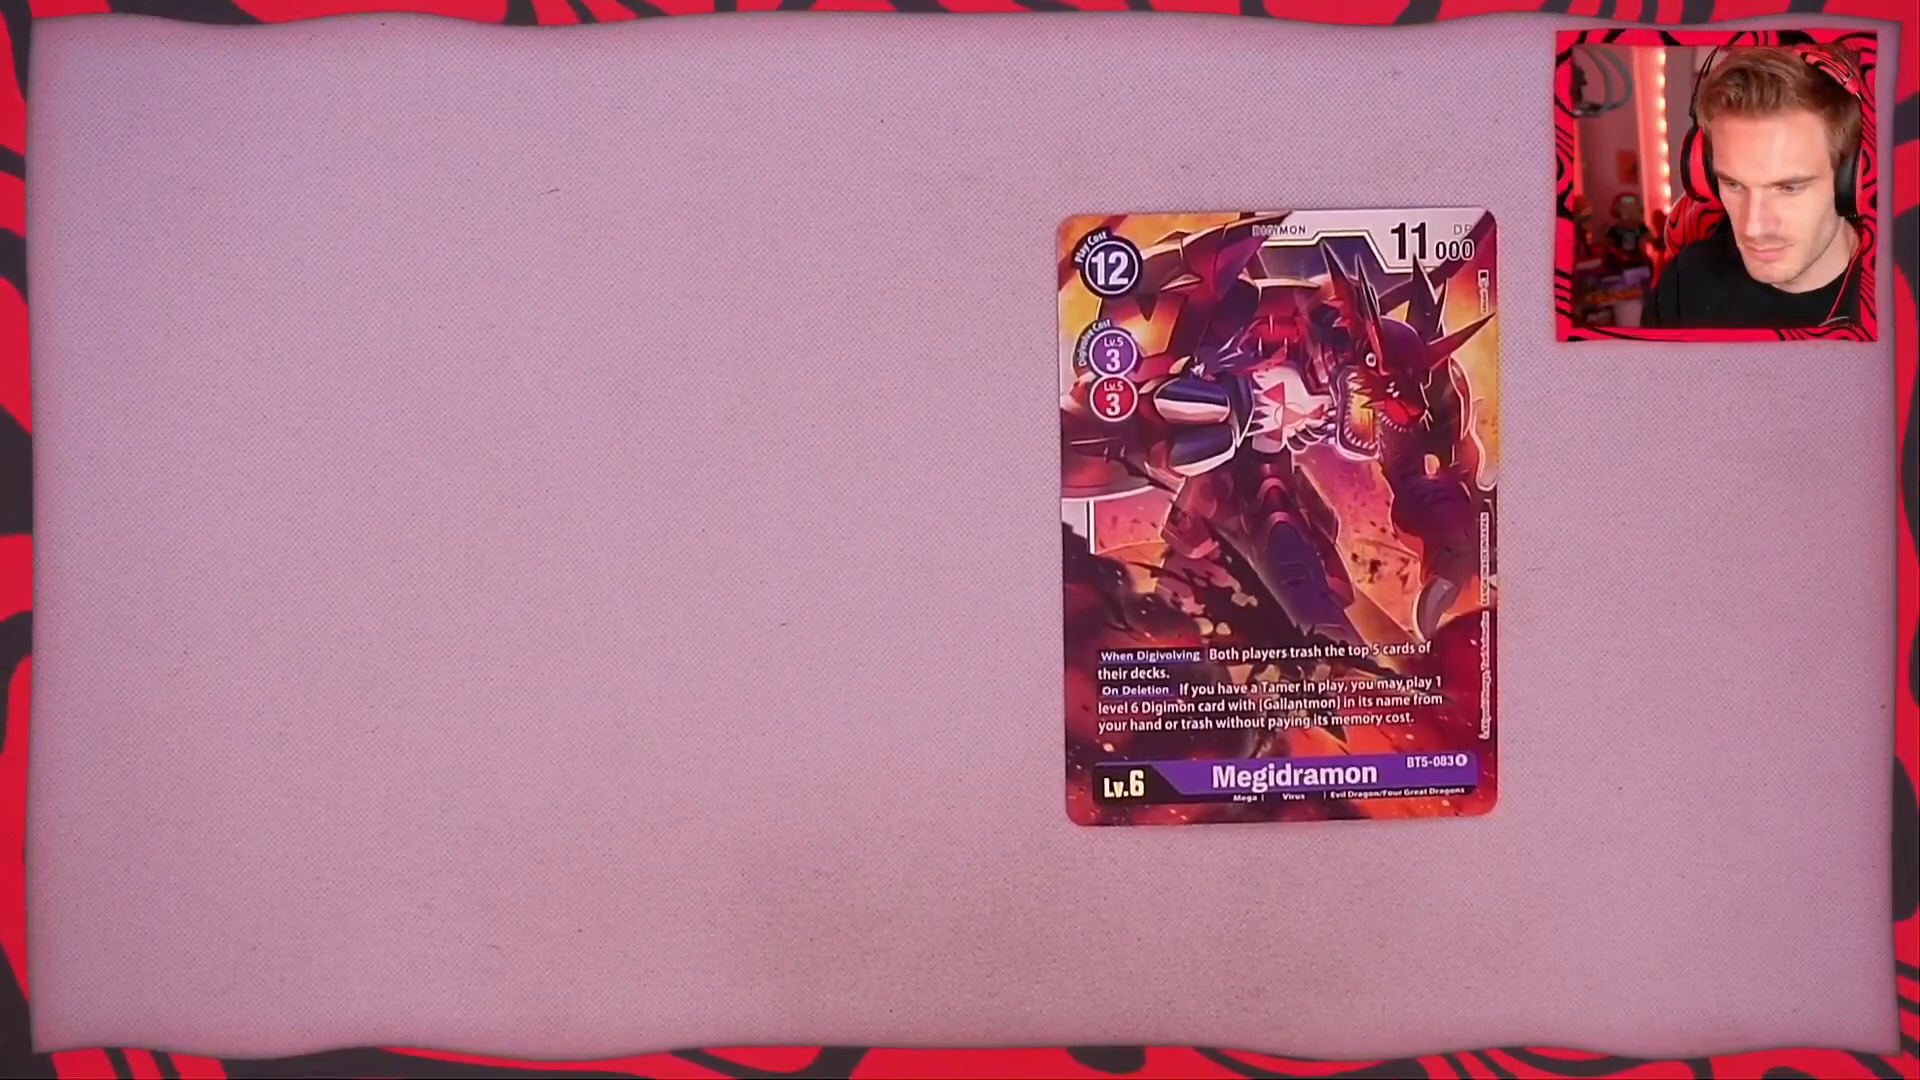 DIGIMON
DP
11000
Play Cost
12
Digivolve Cost
Lv.5
3
Lv.5
3
When Digivolving Both players trash the top 5 cards of
their decks.
On Deletion If you have a Tamer in play, you may play 1
level 6 Digimon card with [Gallantmon] in its name from
your hand or trash without paying its memory cost.
BT5-083 R
Lv.6
Megidramon
Mega | Virus | Evil Dragon/Four Great Dragons